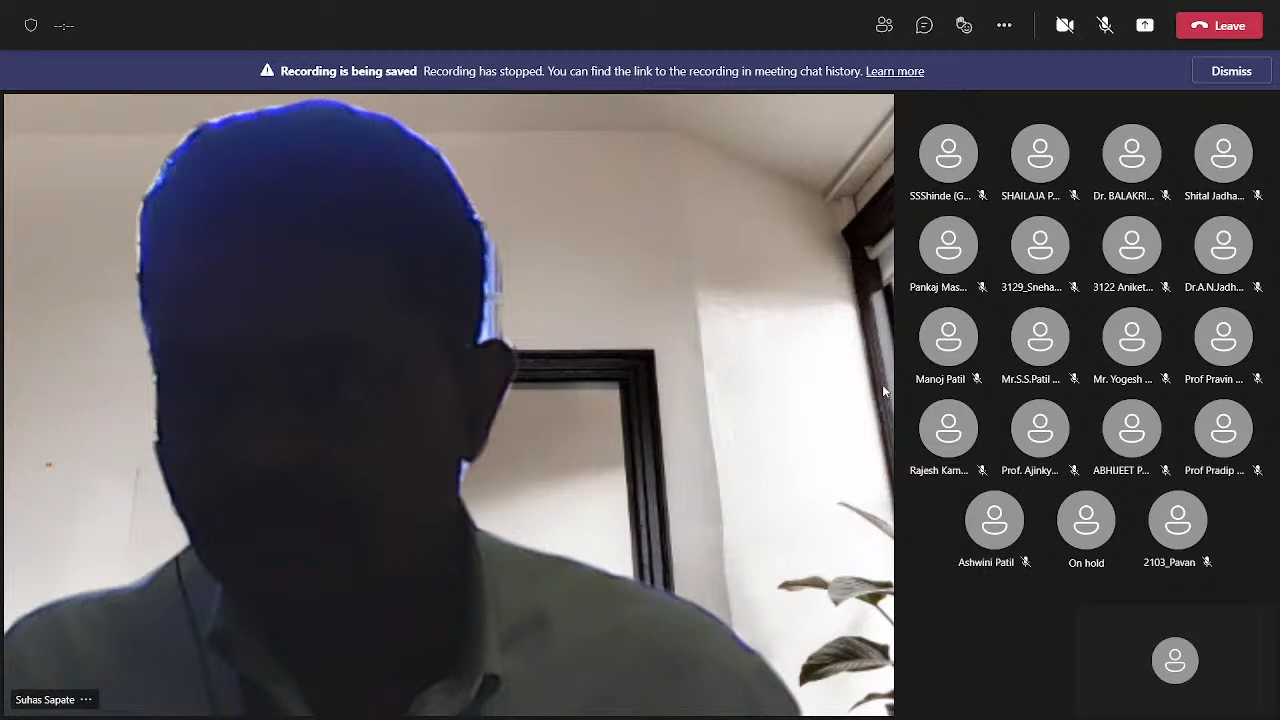 --:--
Leave
Recording is being saved Recording has stopped. You can find the link to the recording in meeting chat history. Learn more
Dismiss
SSShinde (G... SHAILAJA P... Dr. BALAKRI... Shital Jadha...
Pankaj Mas... 3129_Sneha... 3122 Aniket... Dr.A.N.Jadh...
Manoj Patil Mr.S.S.Patil ... Mr. Yogesh ... Prof Pravin ...
Rajesh Kam... Prof. Ajinky... ABHIJEET P... Prof Pradip ...
Ashwini Patil On hold 2103_Pavan
Suhas Sapate ...